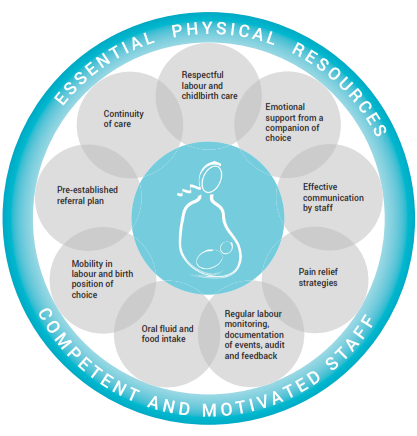 ESSENTIAL PHYSICAL RESOURCES
Respectful
labour and
chidlbirth care
Emotional
support from a
companion of
choice
Effective
communication
by staff
Pain relief
strategies
Regular labour
monitoring,
documentation
of events, audit
and feedback
Oral fluid and
food intake
Mobility in
labour and birth
position of
choice
Pre-established
referral plan
Continuity
of care
COMPETENT AND MOTIVATED STAFF